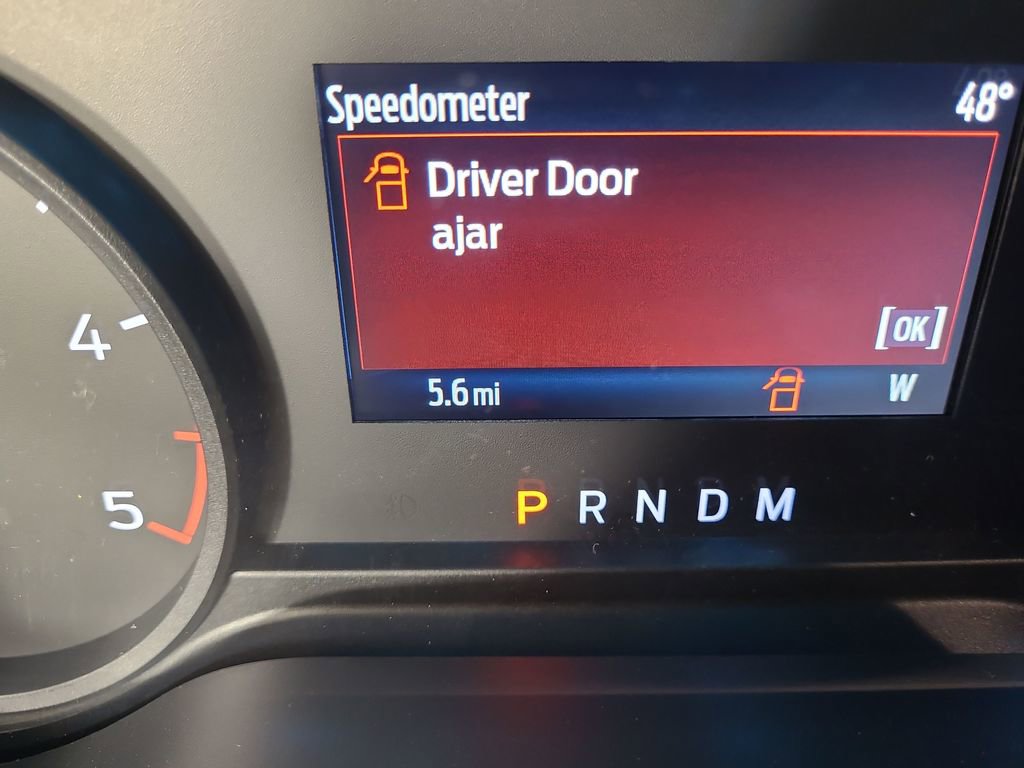 Speedometer 48°
Driver Door
ajar
[OK]
5.6 mi W
4
5
P R N D M